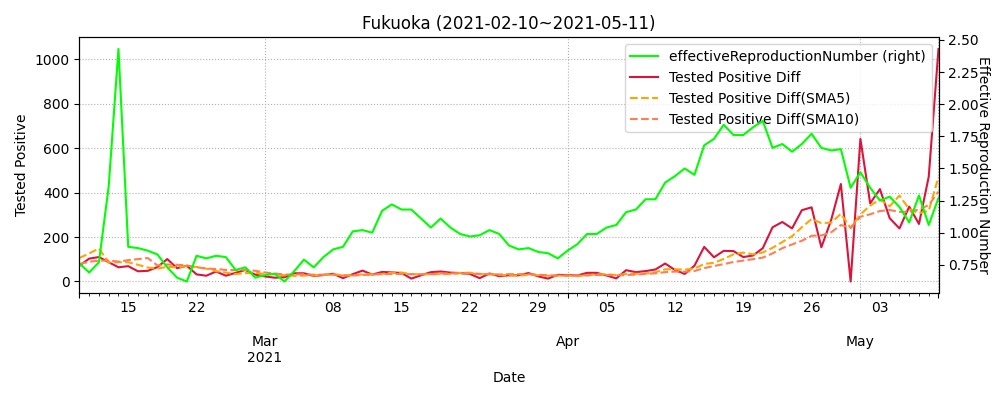 Fukuoka (2021-02-10~2021-05-11)
effectiveReproductionNumber (right)
Tested Positive Diff
Tested Positive Diff(SMA5)
Tested Positive Diff(SMA10)
Tested Positive
1000
800
600
400
200
0
2.50
2.25
2.00
1.75
1.50
1.25
1.00
0.75
Effective Reproduction Number
15 22 08 15 22 29 05 12 19 26 03
Mar Apr May
2021
Date